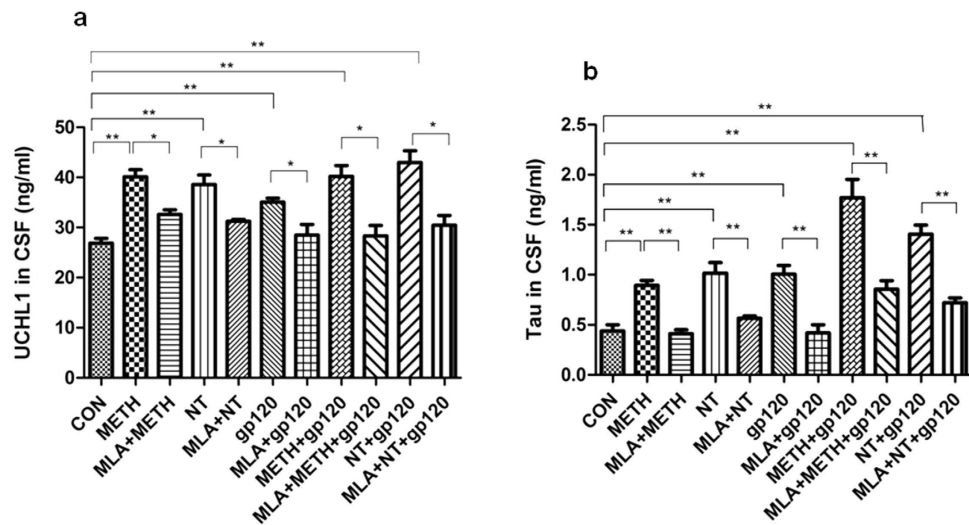 a
**
**
**
**
** *
*
*
*
*
UCHL1 in CSF (ng/ml)
50
40
30
20
10
0
CON
METH
MLA+METH
NT
MLA+NT
gp120
MLA+gp120
METH+gp120
MLA+METH+gp120
NT+gp120
MLA+NT+gp120
b
**
**
**
**
**
**
**
**
**
**
Tau in CSF (ng/ml)
2.5
2.0
1.5
1.0
0.5
0.0
CON
METH
MLA+METH
NT
MLA+NT
gp120
MLA+gp120
METH+gp120
MLA+METH+gp120
NT+gp120
MLA+NT+gp120